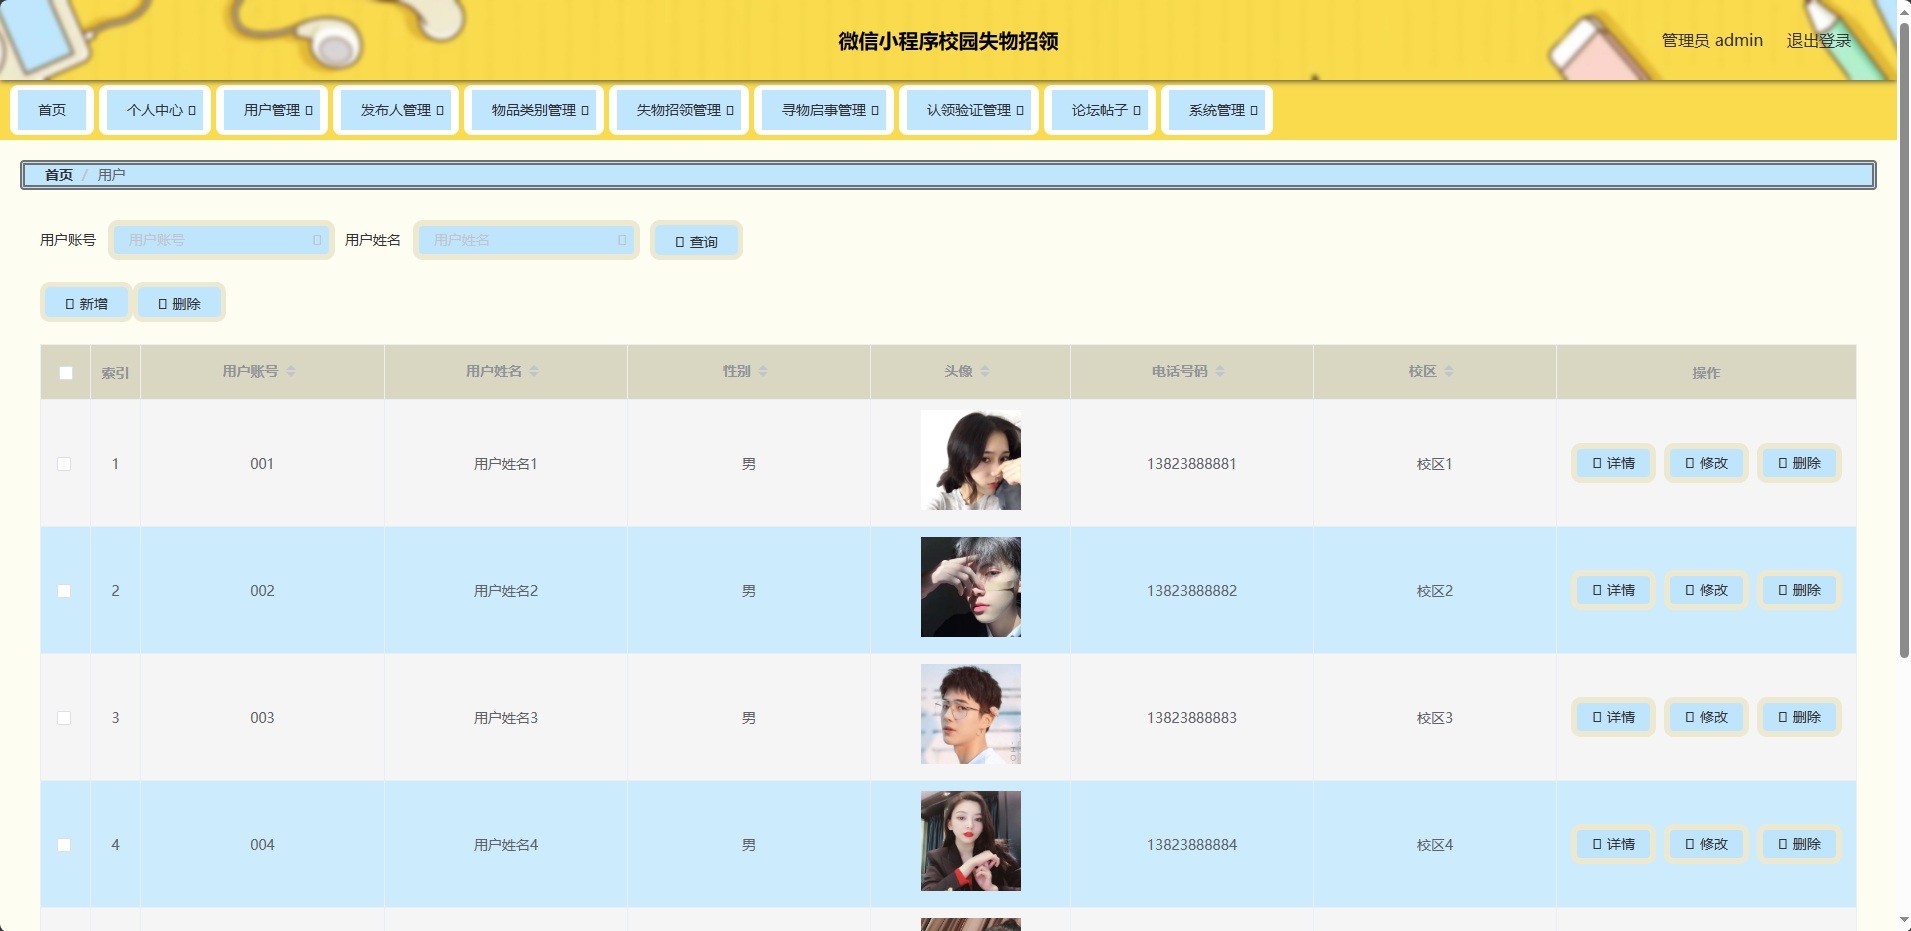 微信小程序校园失物招领
管理员 admin 退出登录
首页 个人中心 用户管理 发布人管理 物品类别管理 失物招领管理 寻物启事管理 认领验证管理 论坛帖子 系统管理
首页 / 用户
用户账号 用户账号 用户姓名 用户姓名 查询
新增 删除
索引 用户账号 用户姓名 性别 头像 电话号码 校区 操作
1 001 用户姓名1 男 13823888881 校区1 详情 修改 删除
2 002 用户姓名2 男 13823888882 校区2 详情 修改 删除
3 003 用户姓名3 男 13823888883 校区3 详情 修改 删除
4 004 用户姓名4 男 13823888884 校区4 详情 修改 删除